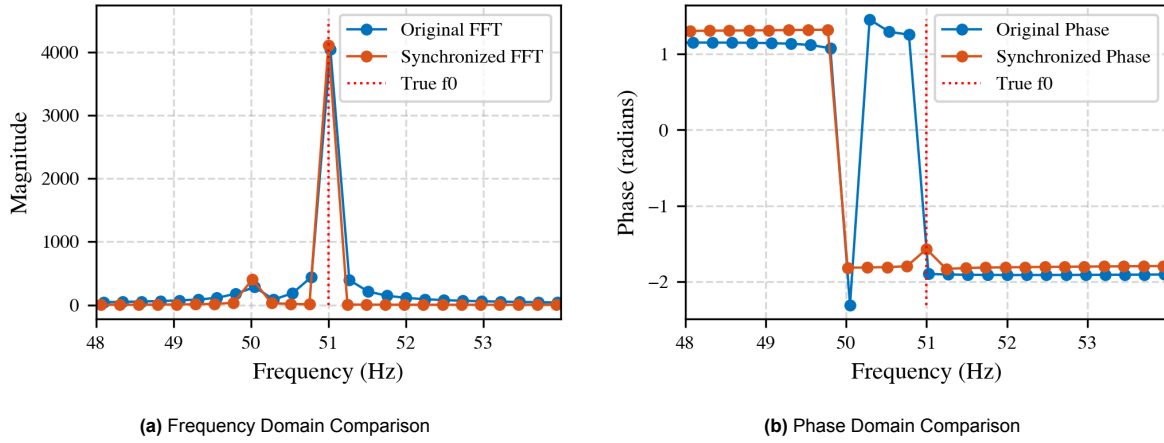 4000
3000
2000
1000
0
Magnitude
48
49
50
51
52
53
Frequency (Hz)
Original FFT
Synchronized FFT
True f0
(a) Frequency Domain Comparison
1
0
−1
−2
Phase (radians)
48
49
50
51
52
53
Frequency (Hz)
Original Phase
Synchronized Phase
True f0
(b) Phase Domain Comparison